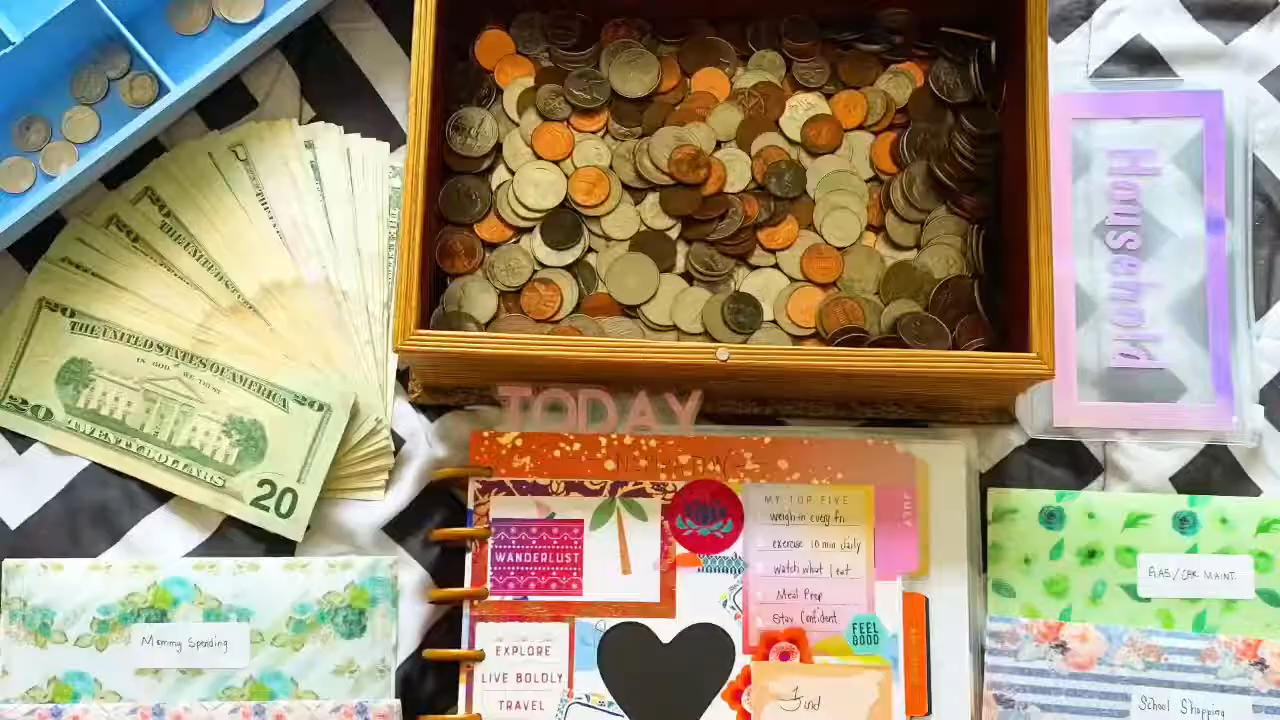 20
THE UNITED STATES OF AMERICA
20
IN GOD WE TRUST
20
TWENTY DOLLARS
20
Household
TODAY
WANDERLUST
MY TOP FIVE
weigh-in every fri
exercise 10 min daily
watch what I eat
Meal Prep
Stay Confident
JULY
FEEL
GOOD
EXPLORE
LIVE BOLDLY
TRAVEL
Mommy Spending
GAS/CAR MAINT.
School Shopping